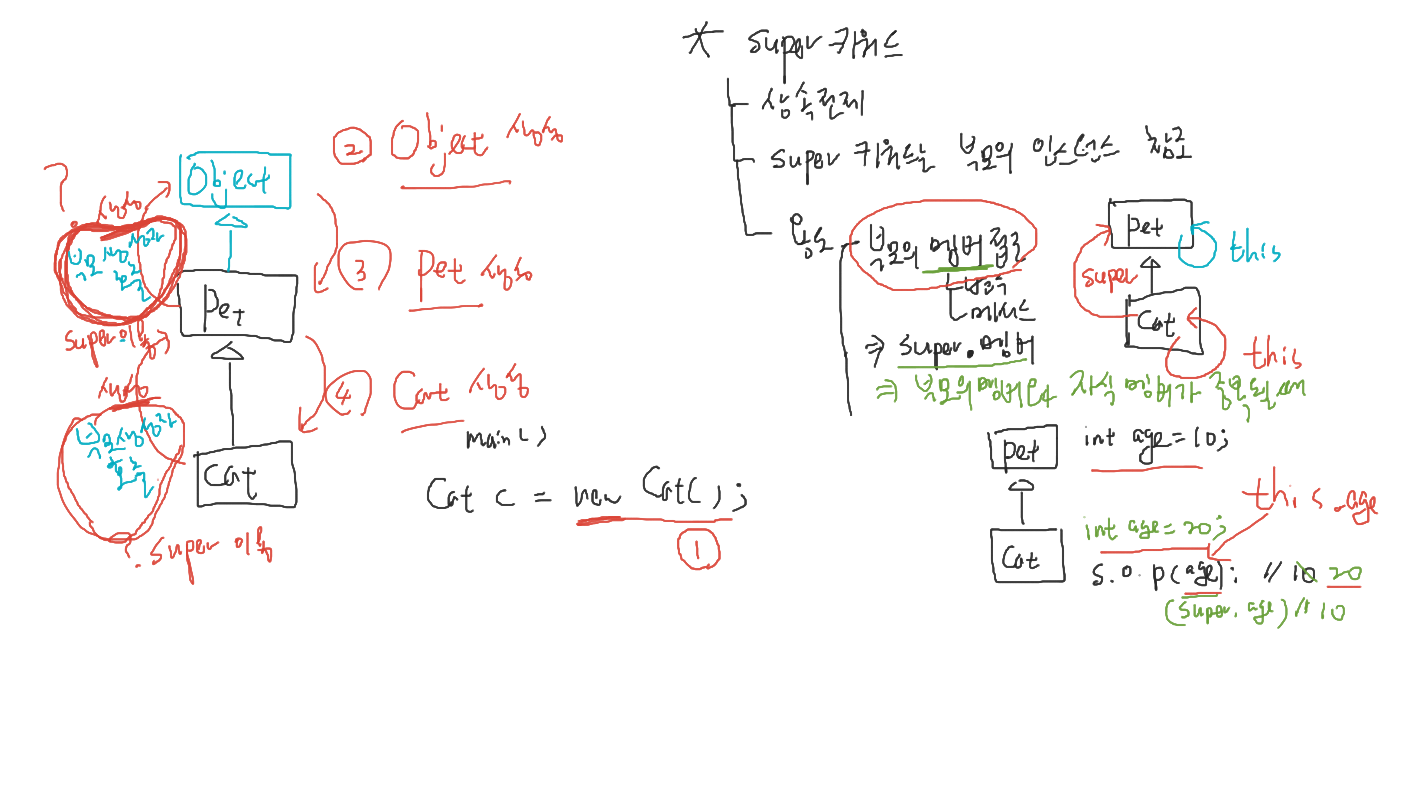 ② Object 생성
Object
?
생성
부모 생성 생성자 호출
③ Pet 생성
Pet
super 이용
생성
④ Cat 생성
부모 생성 생성자 호출
Cat
? super 이용
main()
Cat c = new Cat();
①
* super 키워드
상속관계
super 키워드는 부모의 인스턴스 참조
용도
부모의 멤버 접근
변수
메서드
⇒ super.멤버
⇒ 부모의 멤버와 자식 멤버가 중복될 때
Pet
this
super
Cat
this
Pet
int age=10;
this.age
int age=20;
Cat
S.o.p(age); // 10 20
(super.age) // 10